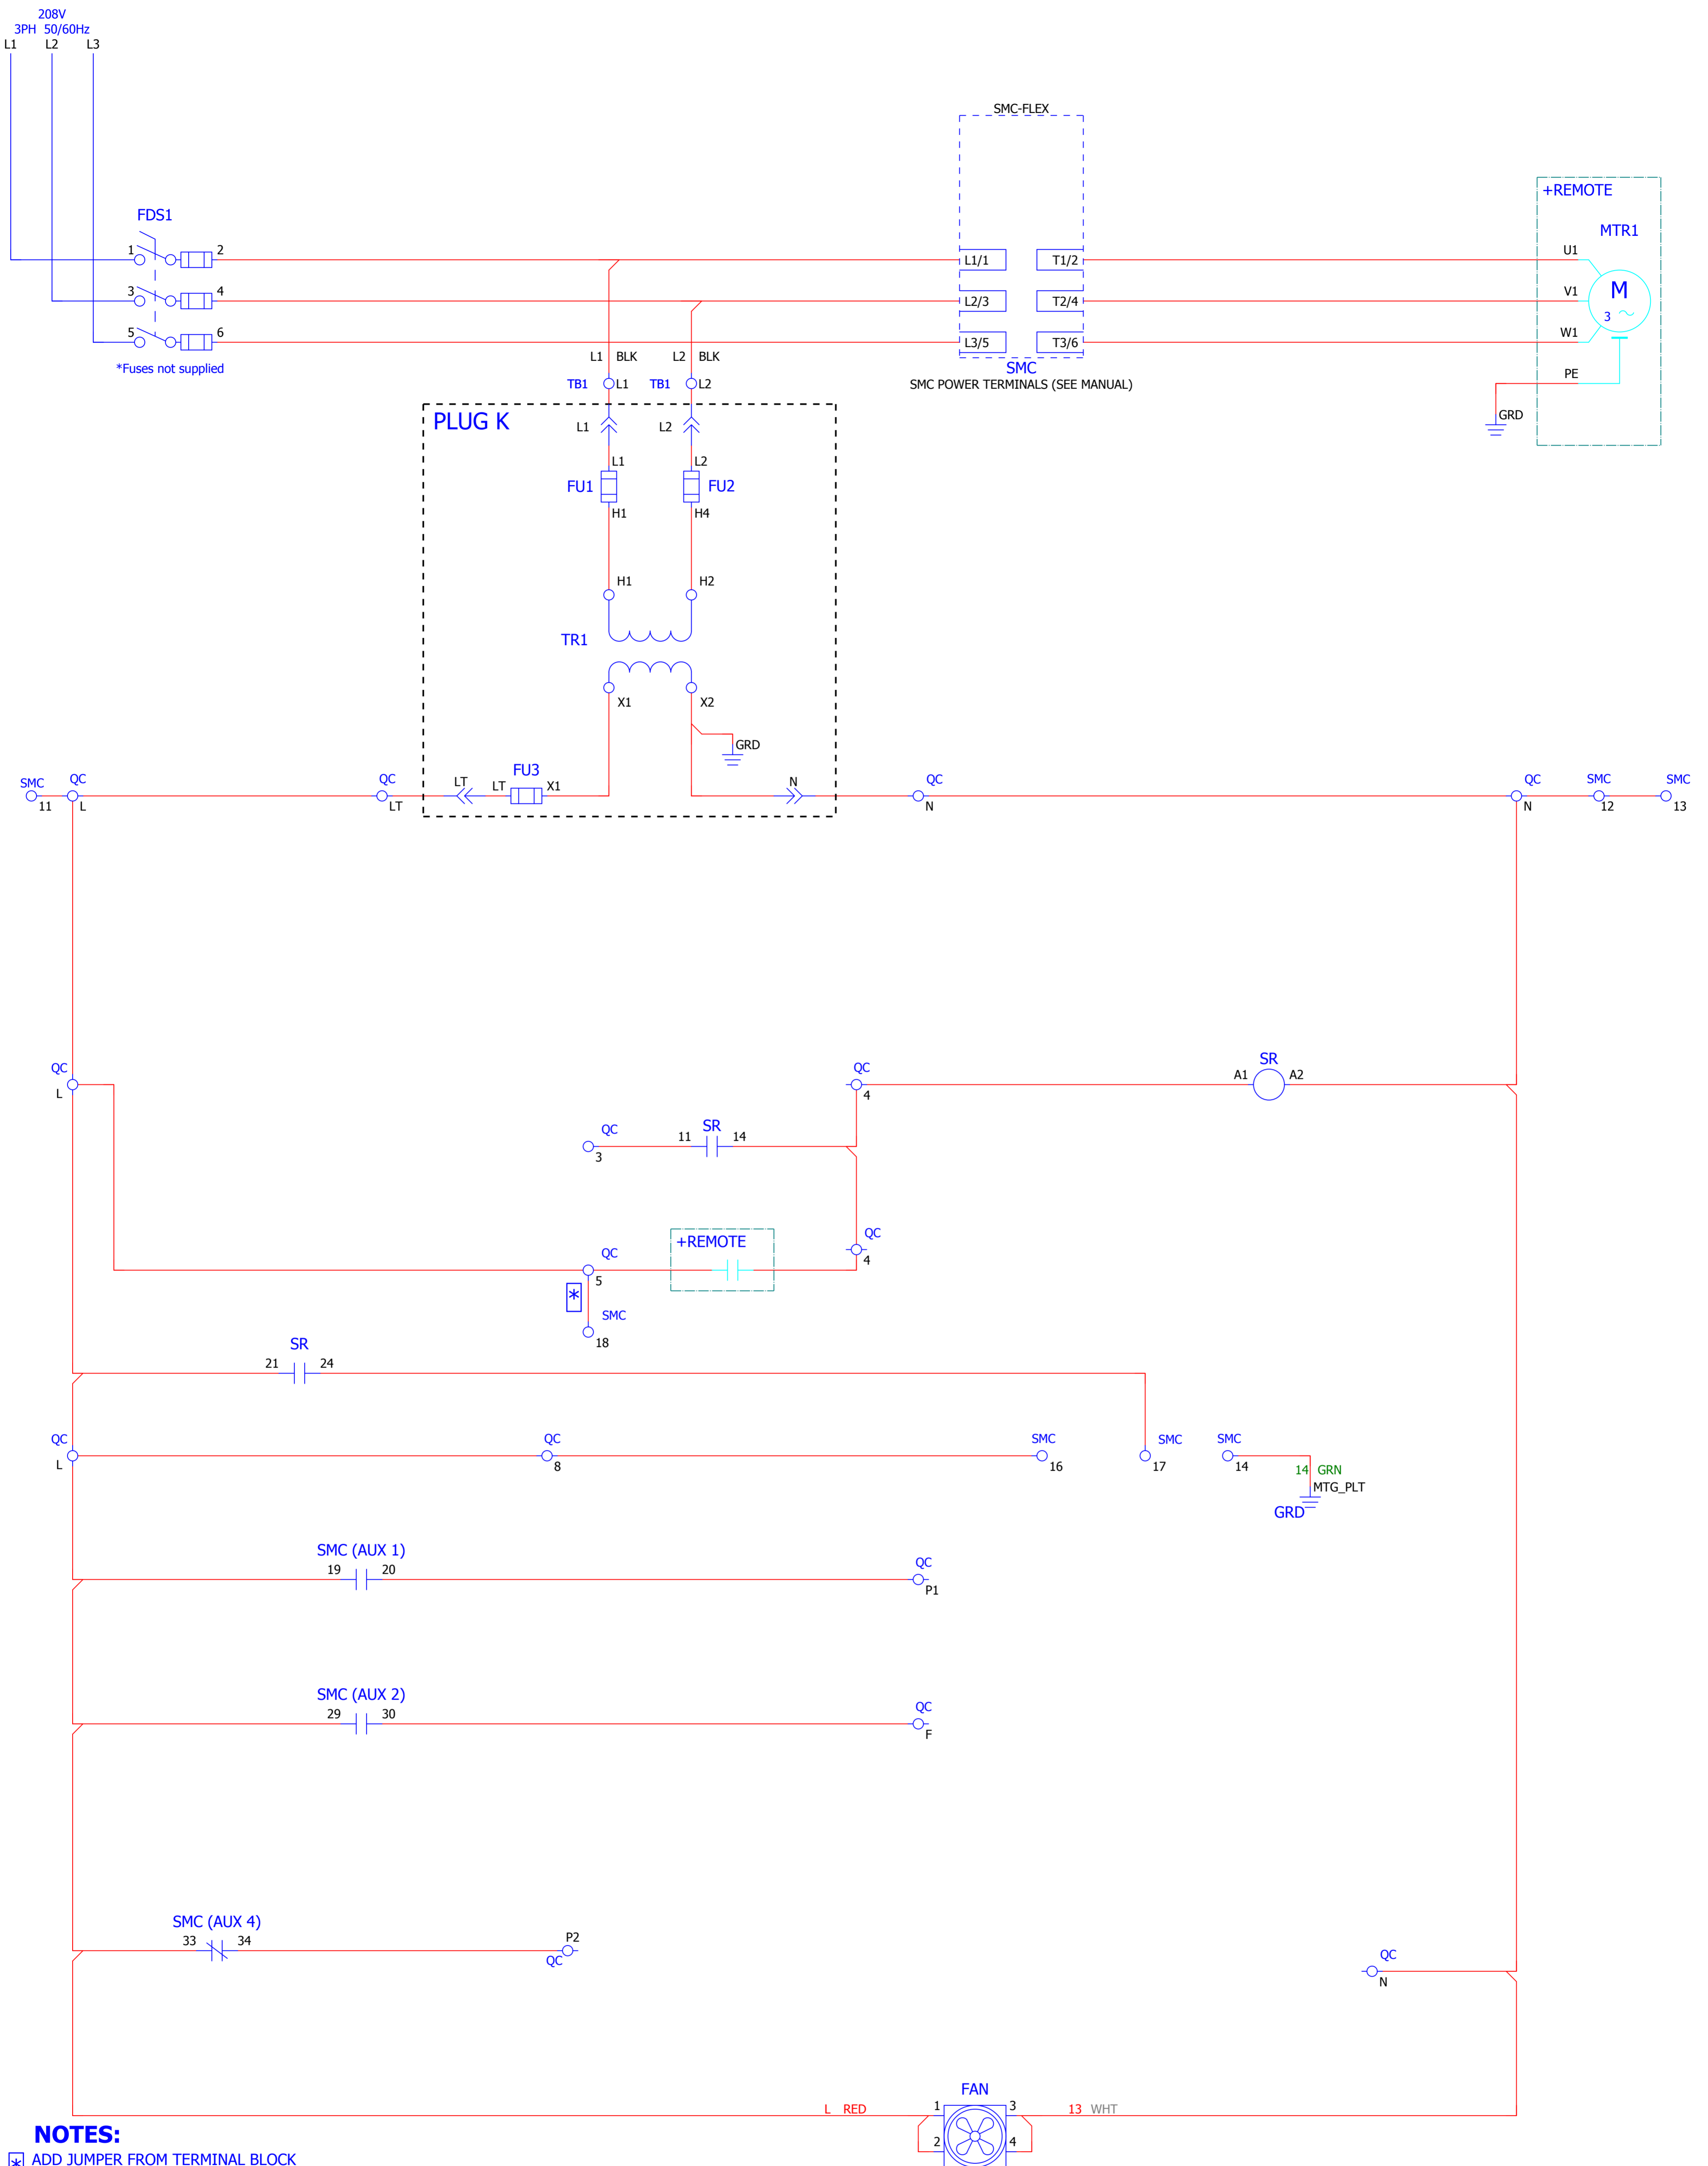 208V
3PH 50/60Hz
L1 L2 L3
SMC-FLEX
+REMOTE
FDS1
MTR1
1 2 L1/1 T1/2 U1
3 4 L2/3 T2/4 V1 M
3
5 6 L3/5 T3/6 W1
*Fuses not supplied
L1 BLK L2 BLK
SMC
SMC POWER TERMINALS (SEE MANUAL)
PE
TB1 L1 TB1 L2
GRD
PLUG K
L1 L2
L1 L2
FU1 FU2
H1 H4
H1 H2
TR1
X1 X2
GRD
SMC QC QC LT LT FU3 X1 N QC QC SMC SMC
11 L LT N N 12 13
QC QC SR
L 4 A1 A2
QC 11 SR 14
3
+REMOTE QC
QC 4
5
*
SMC
18
SR
21 24
QC QC SMC SMC SMC
L 8 16 17 14
14 GRN
MTG_PLT
GRD
SMC (AUX 1)
19 20 QC
P1
SMC (AUX 2)
29 30 QC
F
SMC (AUX 4)
33 34 P2
QC
QC
N
FAN
L RED 1 3 13 WHT
2 4
NOTES:
* ADD JUMPER FROM TERMINAL BLOCK